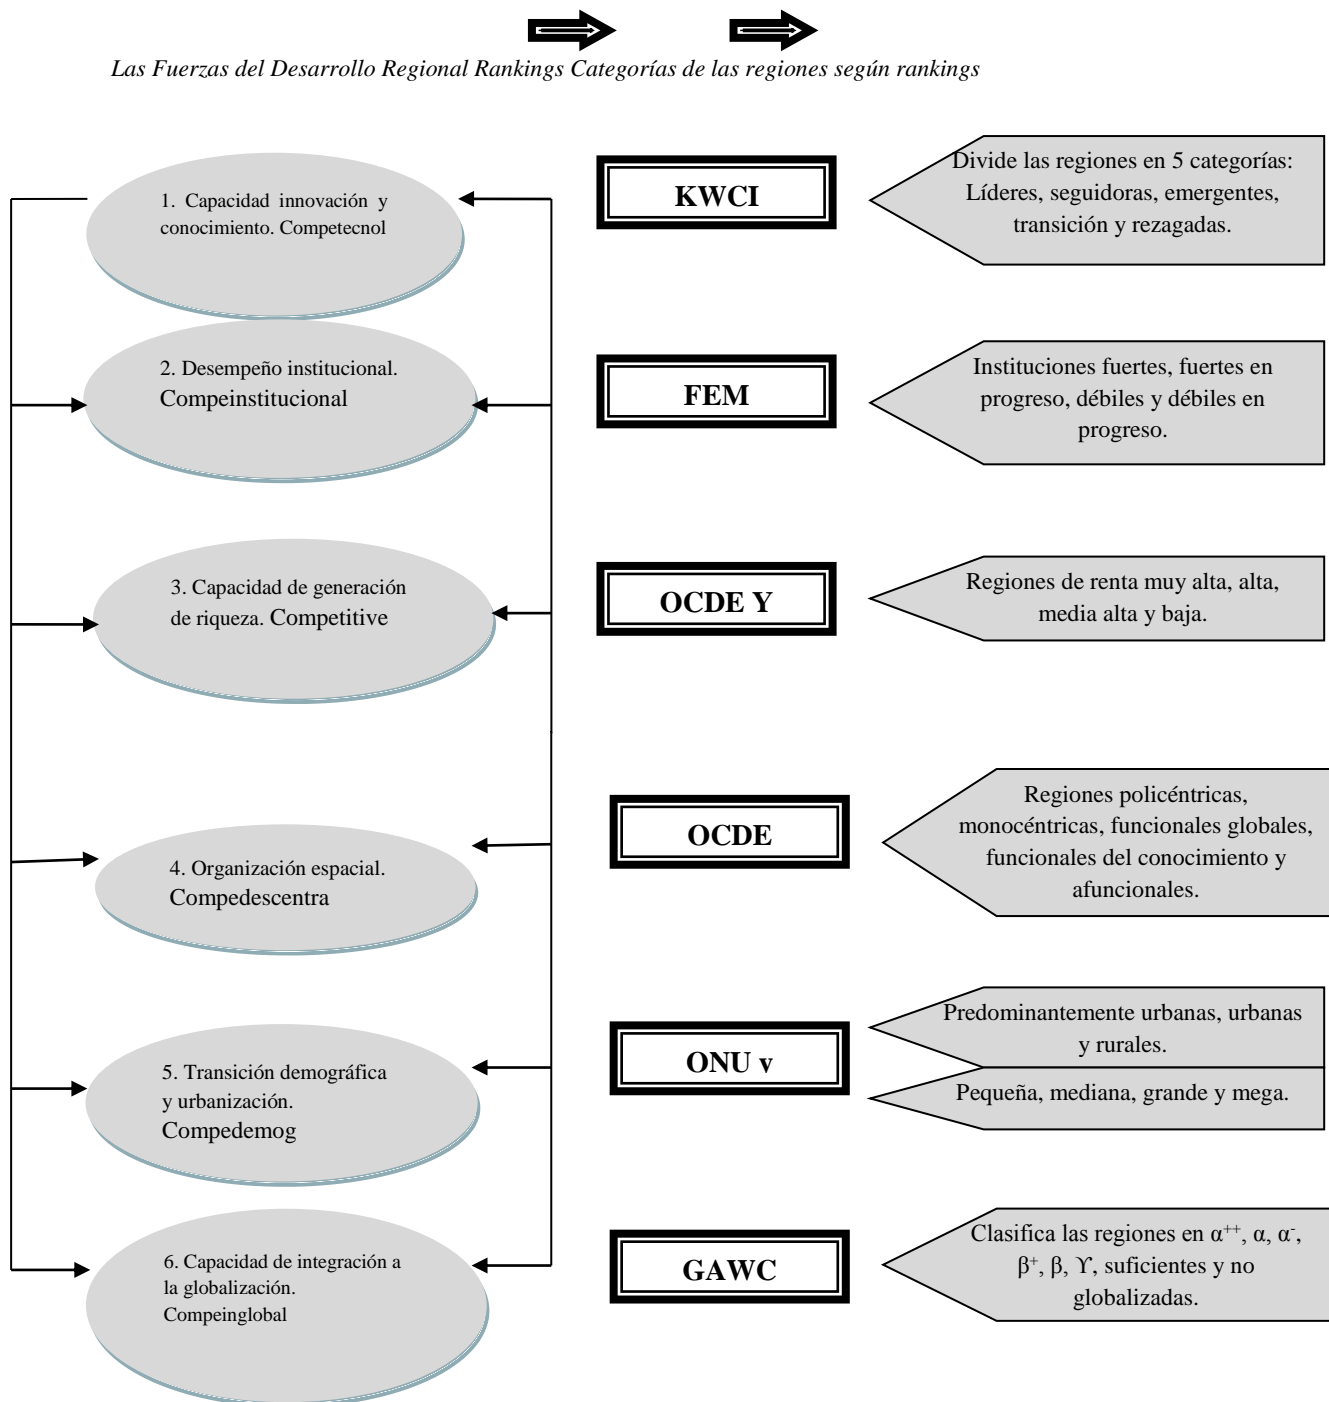 Las Fuerzas del Desarrollo Regional Rankings Categorías de las regiones según rankings
1. Capacidad innovación y
conocimiento. Competecnol
KWCI
Divide las regiones en 5 categorías:
Líderes, seguidoras, emergentes,
transición y rezagadas.
2. Desempeño institucional.
Compeinstitucional
FEM
Instituciones fuertes, fuertes en
progreso, débiles y débiles en
progreso.
3. Capacidad de generación
de riqueza. Competitive
OCDE Y
Regiones de renta muy alta, alta,
media alta y baja.
4. Organización espacial.
Compedescentra
OCDE
Regiones policéntricas,
monocéntricas, funcionales globales,
funcionales del conocimiento y
afuncionales.
5. Transición demográfica
y urbanización.
Compedemog
ONU v
Predominantemente urbanas, urbanas
y rurales.
Pequeña, mediana, grande y mega.
6. Capacidad de integración a
la globalización.
Compeinglobal
GAWC
Clasifica las regiones en α⁺⁺, α, α⁻,
β⁺, β, ϒ, suficientes y no
globalizadas.